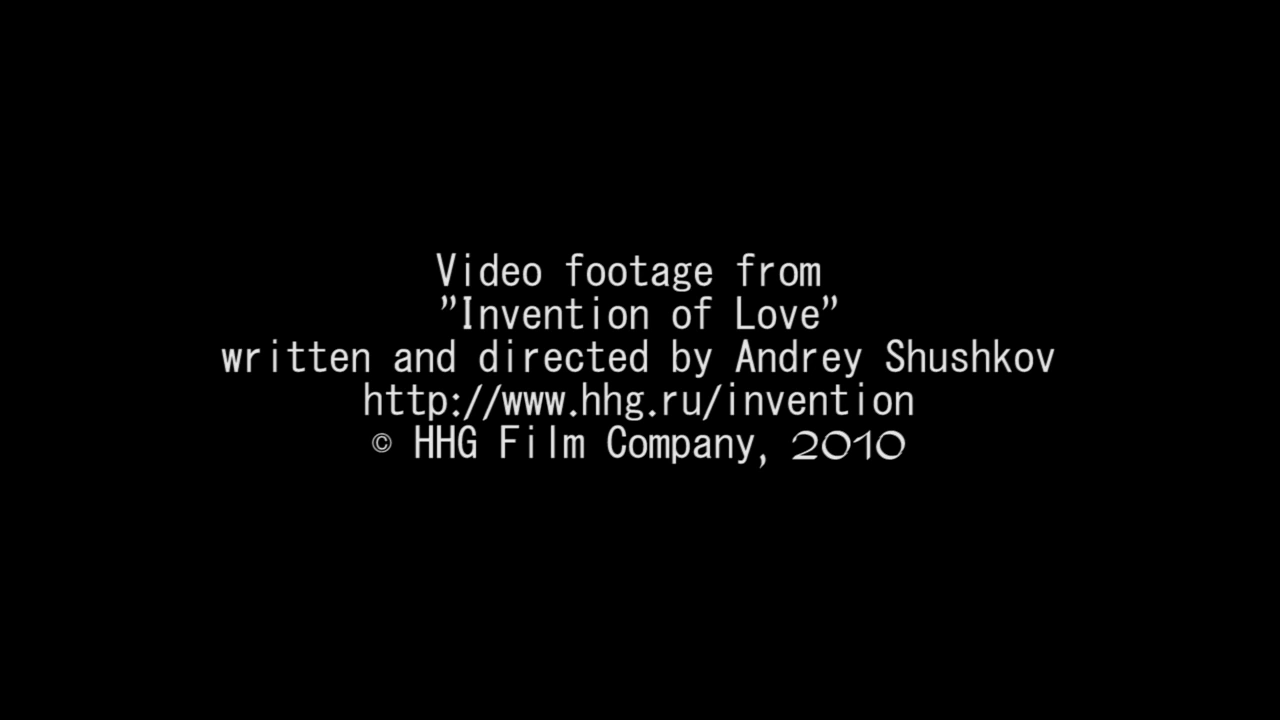 Video footage from
"Invention of Love"
written and directed by Andrey Shushkov
http://www.hhg.ru/invention
© HHG Film Company, 2010